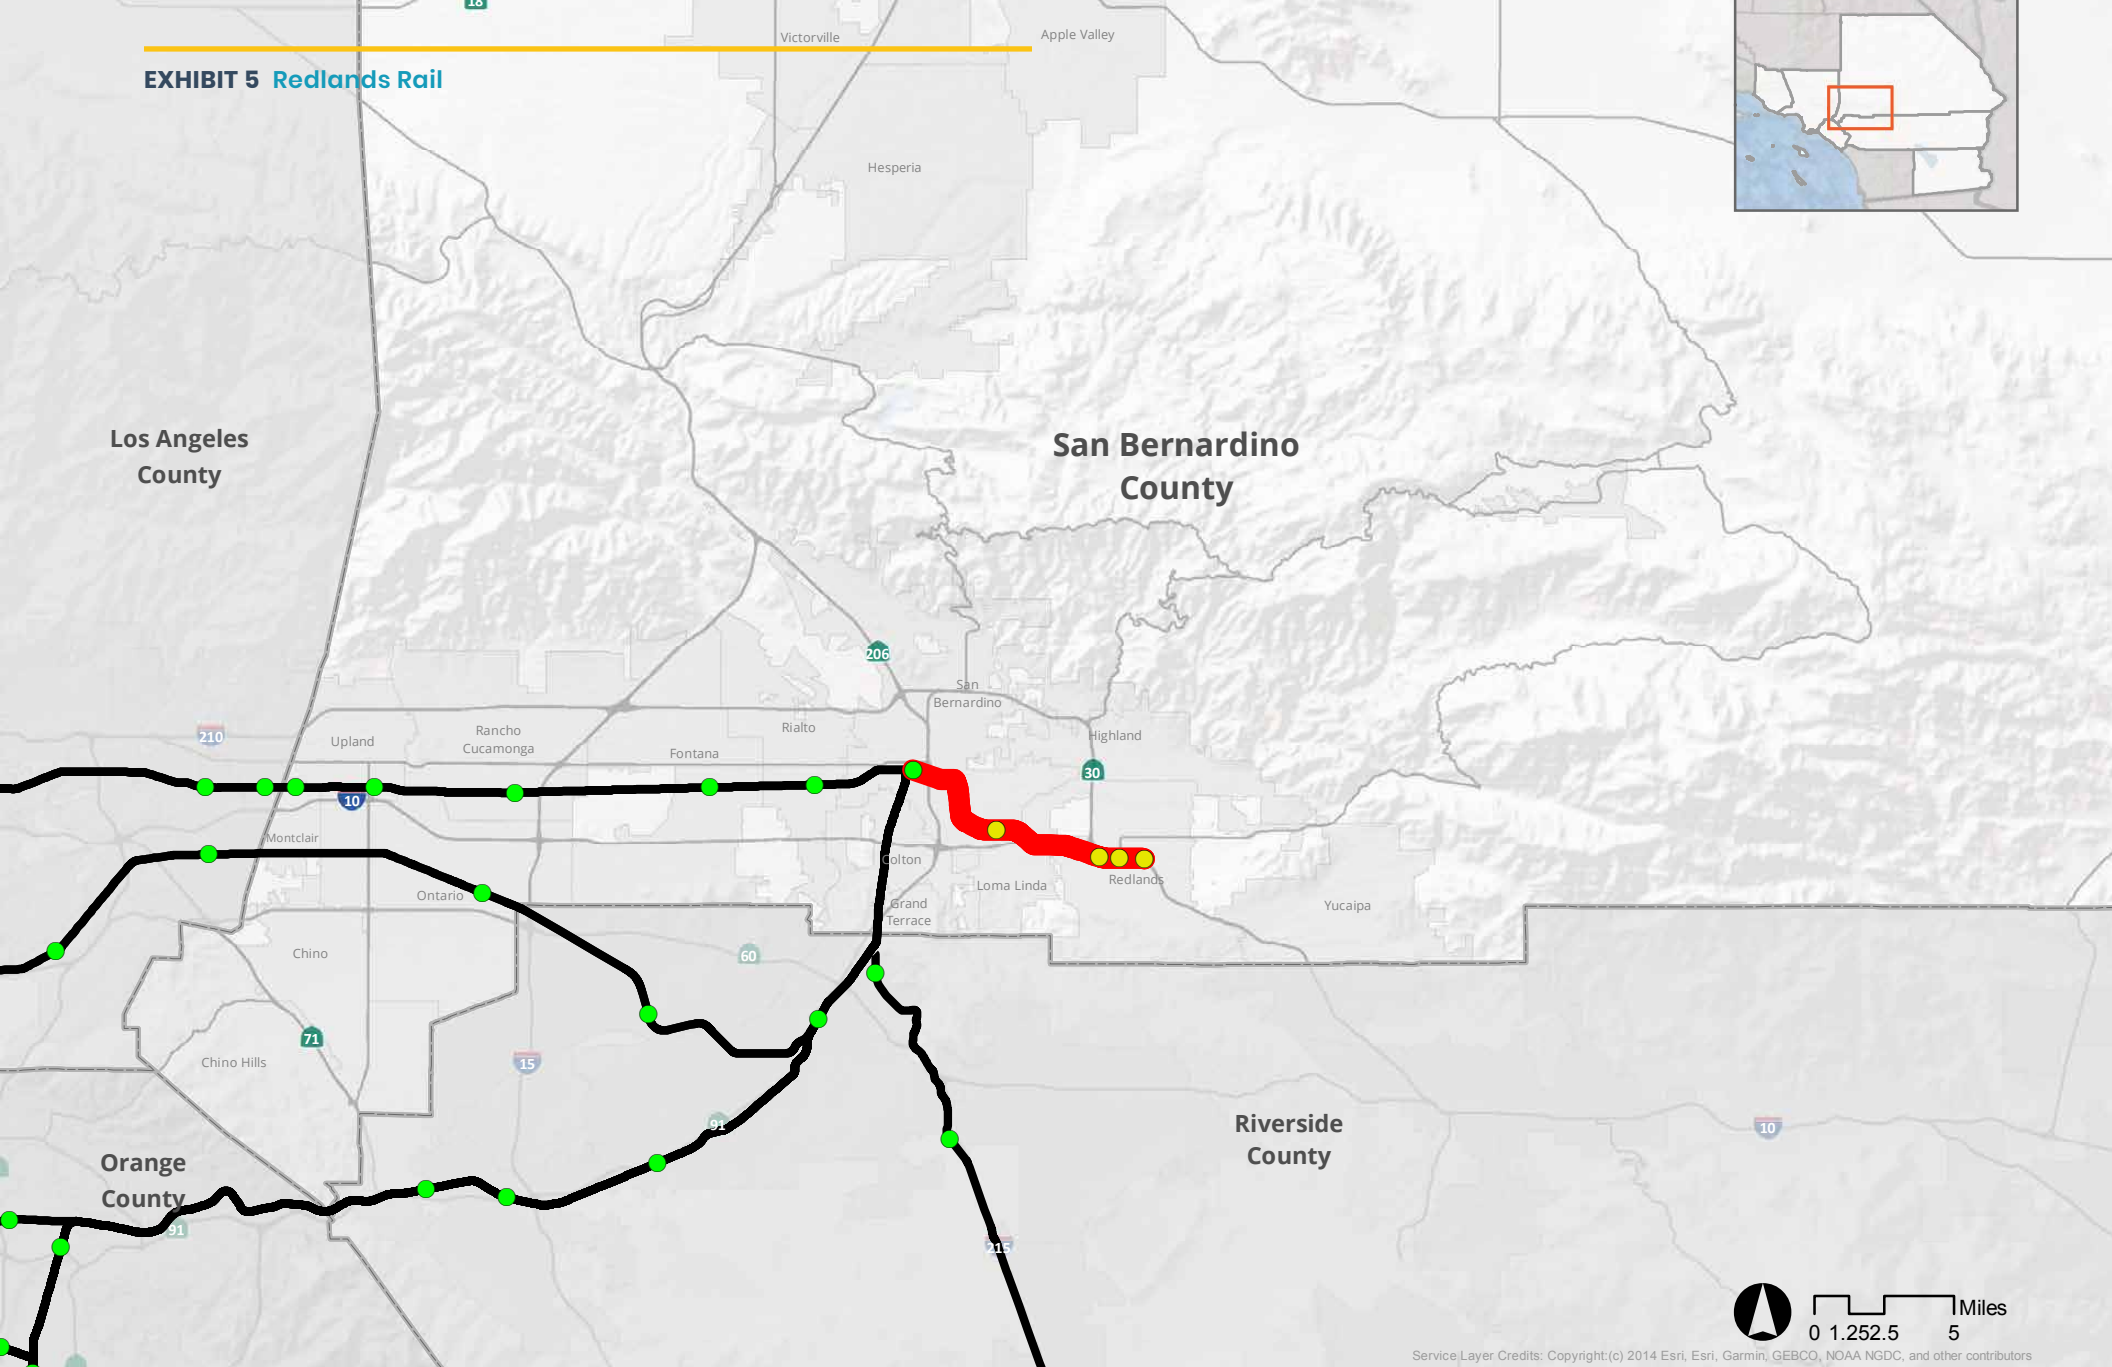 18
Victorville
Apple Valley
EXHIBIT 5 Redlands Rail
Hesperia
Los Angeles
County
San Bernardino
County
206
San
Bernardino
210
Upland
Rancho
Cucamonga
Rialto
Fontana
Highland
30
10
Montclair
Colton
Loma Linda
Redlands
Ontario
Grand
Terrace
Yucaipa
Chino
60
71
Chino Hills
15
91
Riverside
County
10
Orange
County
91
215
Miles
0 1.252.5 5
Service Layer Credits: Copyright:(c) 2014 Esri, Esri, Garmin, GEBCO, NOAA NGDC, and other contributors